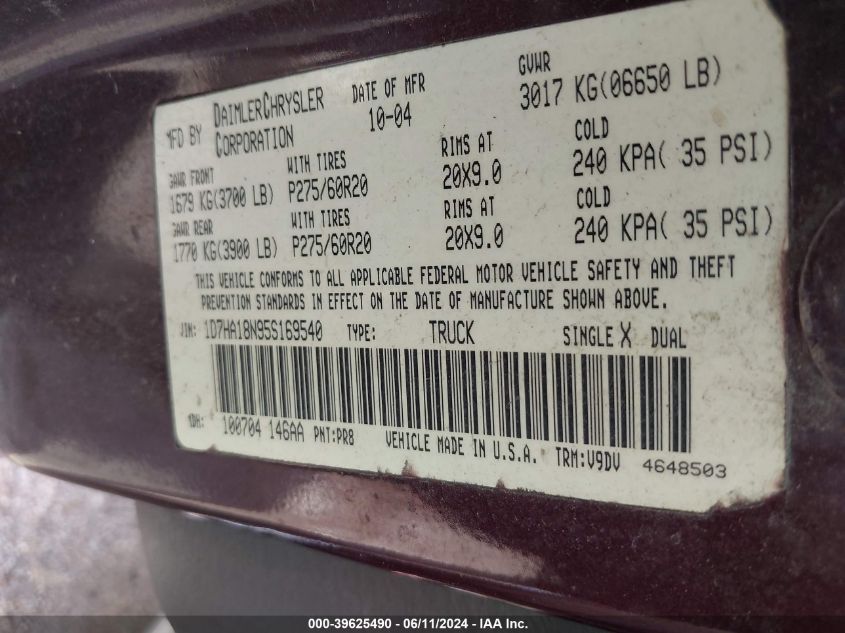 MFD BY DAIMLERCHRYSLER CORPORATION DATE OF MFR 10-04 GVWR 3017 KG(06650 LB)
GAWR FRONT WITH TIRES RIMS AT COLD
1679 KG(3700 LB) P275/60R20 20X9.0 240 KPA( 35 PSI)
GAWR REAR WITH TIRES RIMS AT COLD
1770 KG(3900 LB) P275/60R20 20X9.0 240 KPA( 35 PSI)
THIS VEHICLE CONFORMS TO ALL APPLICABLE FEDERAL MOTOR VEHICLE SAFETY AND THEFT
PREVENTION STANDARDS IN EFFECT ON THE DATE OF MANUFACTURE SHOWN ABOVE.
VIN: 1D7HA18N95S169540 TYPE: TRUCK SINGLE X DUAL
MDH: 100704 146AA PNT:PR8 VEHICLE MADE IN U.S.A. TRM:V9DV 4648503
000-39625490 - 06/11/2024 - IAA Inc.